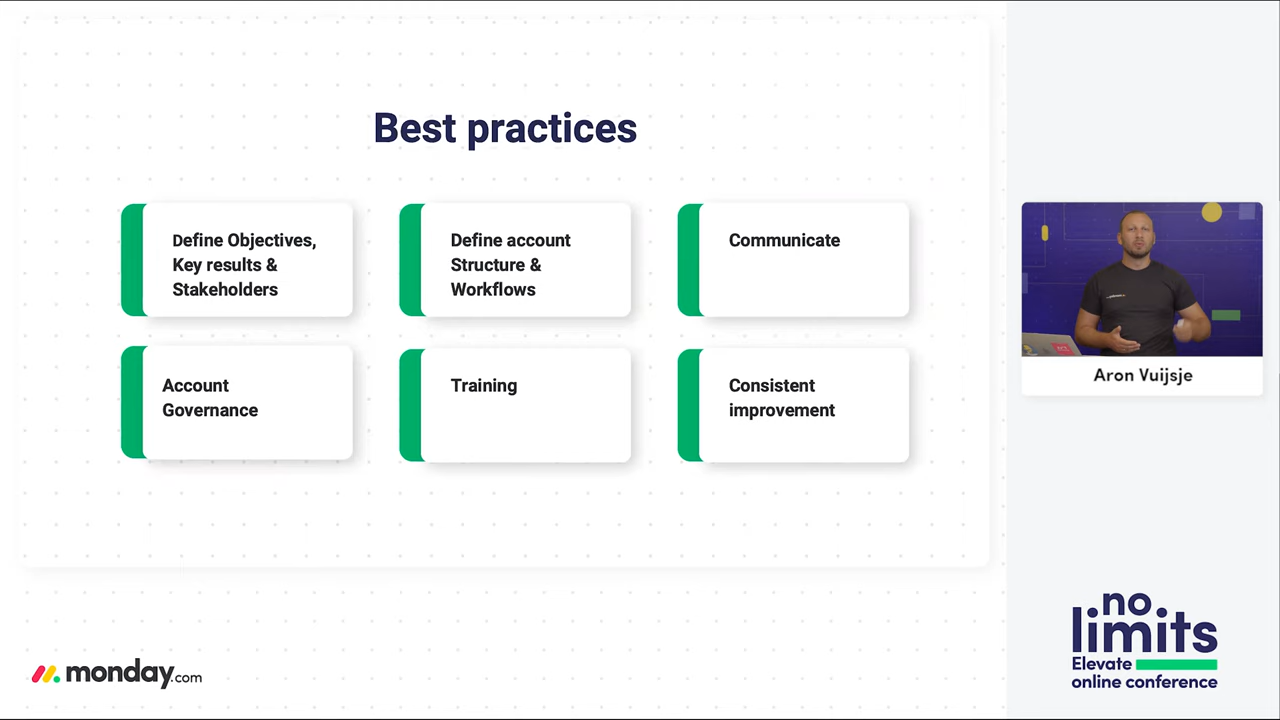 Best practices
Define Objectives,
Key results &
Stakeholders
Define account
Structure &
Workflows
Communicate
Account
Governance
Training
Consistent
improvement
Aron Vuijsje
monday.com
no
limits
Elevate
online conference